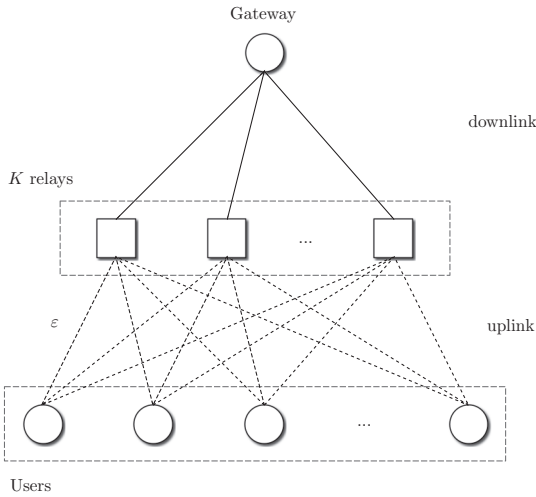 Gateway
downlink
K relays
...
ε
uplink
...
Users